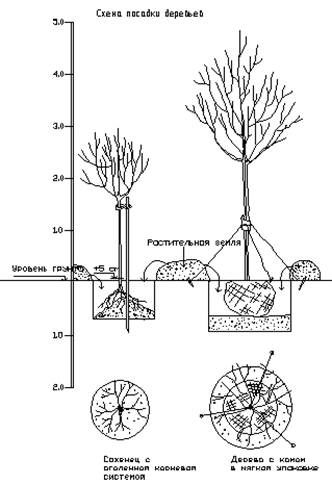 Схема посадки деревьев
5.0
4.0
3.0
2.0
1.0
Растительная земля
Уровень грунта +5 см
1.0
2.0
Саженец с
оголенной корневой
системой
Дерево с комом
в мягкой упаковке